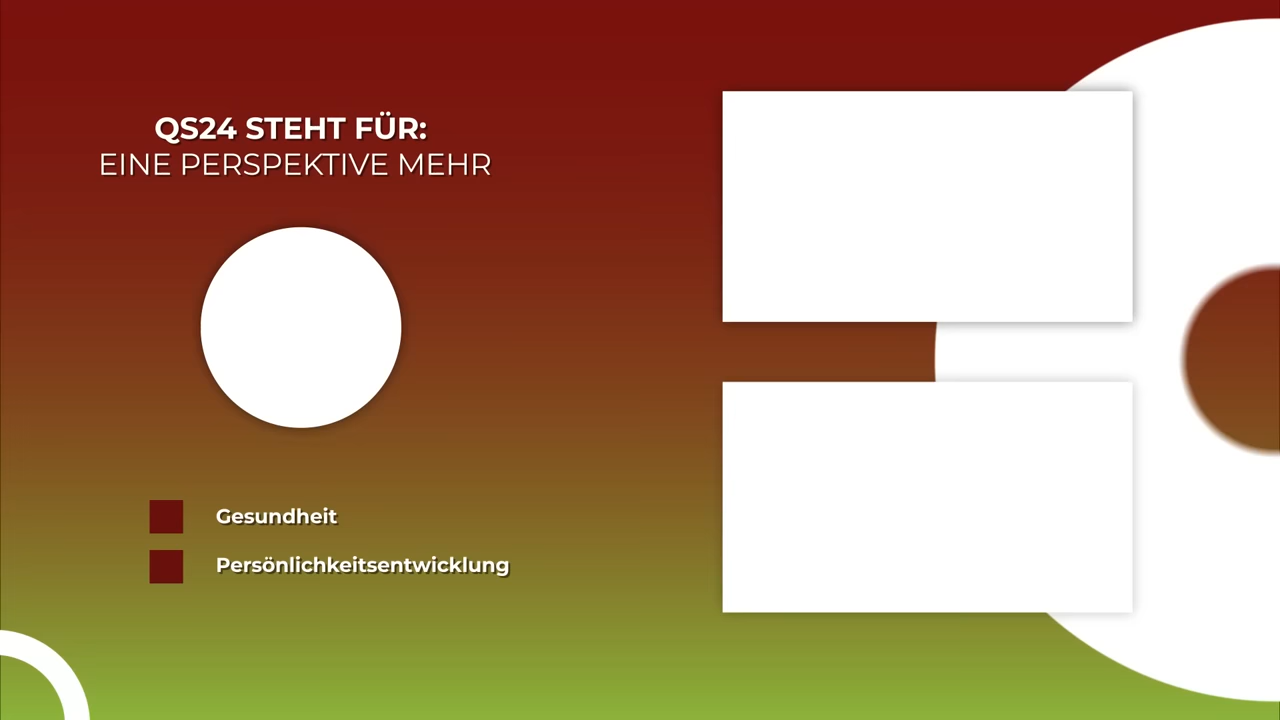 QS24 STEHT FÜR:
EINE PERSPEKTIVE MEHR
Gesundheit
Persönlichkeitsentwicklung